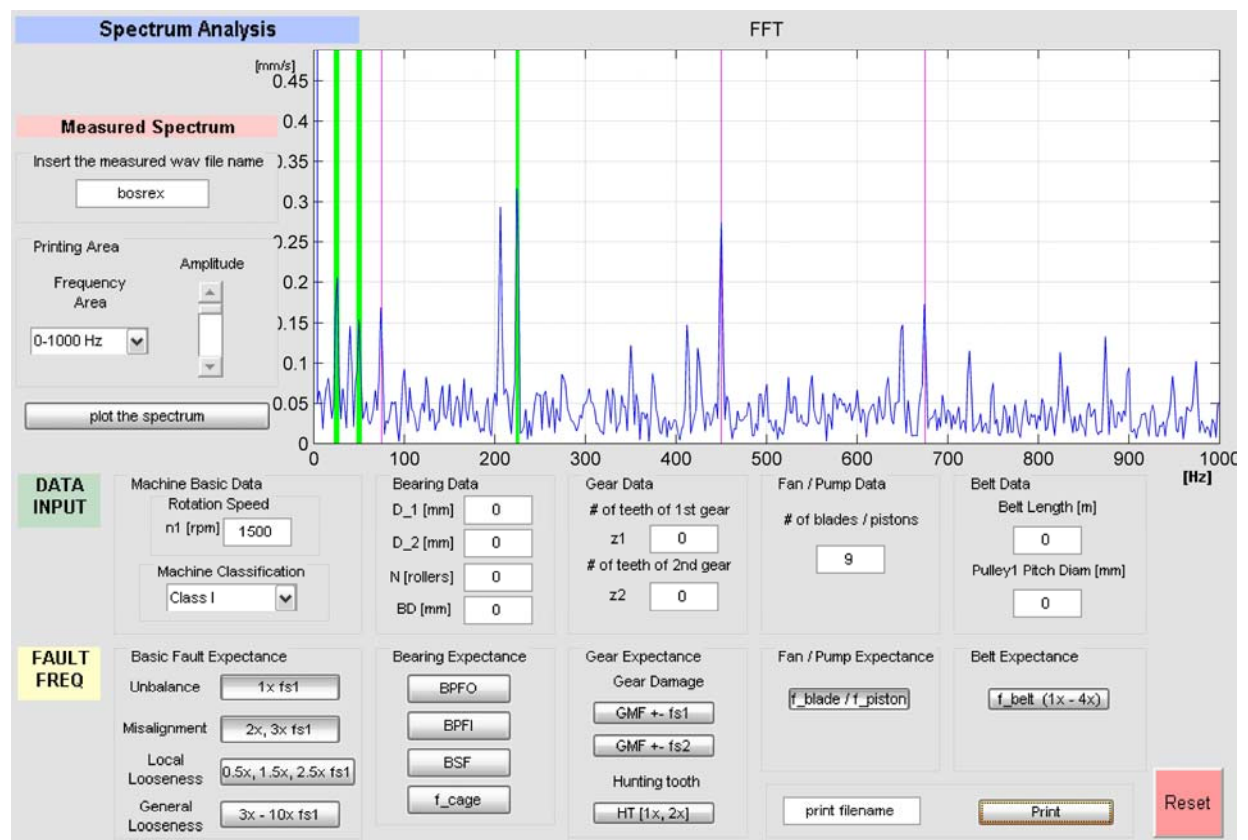 Spectrum Analysis
FFT
[mm/s]
0.45
0.4
0.35
0.3
0.25
0.2
0.15
0.1
0.05
0
0 100 200 300 400 500 600 700 800 900 1000
[Hz]
Measured Spectrum
Insert the measured wav file name
bosrex
Printing Area
Frequency
Area
Amplitude
0-1000 Hz
plot the spectrum
DATA
INPUT
Machine Basic Data
Rotation Speed
n1 [rpm] 1500
Machine Classification
Class I
Bearing Data
D_1 [mm] 0
D_2 [mm] 0
N [rollers] 0
BD [mm] 0
Gear Data
# of teeth of 1st gear
z1 0
# of teeth of 2nd gear
z2 0
Fan / Pump Data
# of blades / pistons
9
Belt Data
Belt Length [m]
0
Pulley1 Pitch Diam [mm]
0
FAULT
FREQ
Basic Fault Expectance
Unbalance 1x fs1
Misalignment 2x, 3x fs1
Local
Looseness 0.5x, 1.5x, 2.5x fs1
General
Looseness 3x - 10x fs1
Bearing Expectance
BPFO
BPFI
BSF
f_cage
Gear Expectance
Gear Damage
GMF +- fs1
GMF +- fs2
Hunting tooth
HT [1x, 2x]
Fan / Pump Expectance
f_blade / f_piston
Belt Expectance
f_belt (1x - 4x)
print filename
Print
Reset